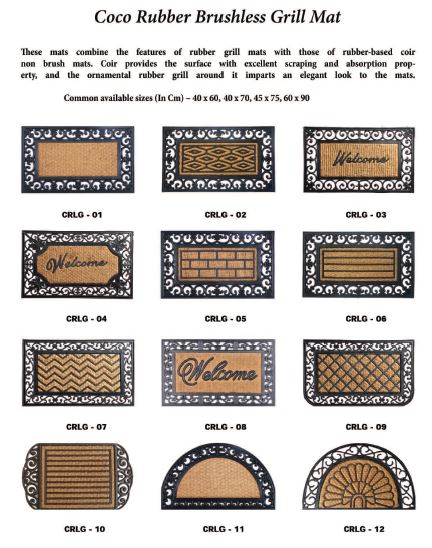 Coco Rubber Brushless Grill Mat
These mats combine the features of rubber grill mats with those of rubber-based coir
non brush mats. Coir provides the surface with excellent scraping and absorption prop-
erty, and the ornamental rubber grill around it imparts an elegant look to the mats.
Common available sizes (In Cm) – 40 x 60, 40 x 70, 45 x 75, 60 x 90
Welcome
CRLG - 01 CRLG - 02 CRLG - 03
Welcome
CRLG - 04 CRLG - 05 CRLG - 06
Welcome
CRLG - 07 CRLG - 08 CRLG - 09
CRLG - 10 CRLG - 11 CRLG - 12